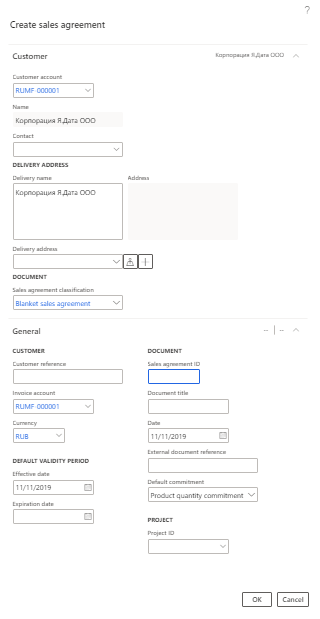 ?
Create sales agreement
Customer
Корпорация Я.Дата ООО
Customer account
RUMF-000001
Name
Корпорация Я.Дата ООО
Contact
DELIVERY ADDRESS
Delivery name
Address
Корпорация Я.Дата ООО
Delivery address
DOCUMENT
Sales agreement classification
Blanket sales agreement
General
-- | --
CUSTOMER
Customer reference
Invoice account
RUMF-000001
Currency
RUB
DEFAULT VALIDITY PERIOD
Effective date
11/11/2019
Expiration date
DOCUMENT
Sales agreement ID
Document title
Date
11/11/2019
External document reference
Default commitment
Product quantity commitment
PROJECT
Project ID
OK
Cancel